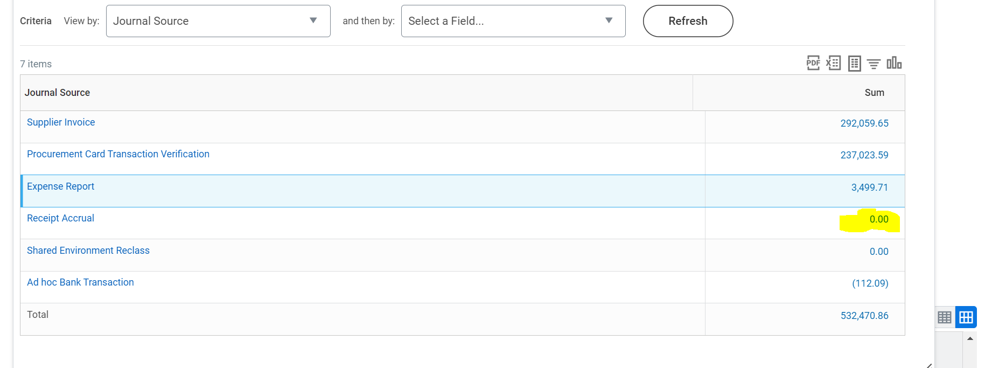 Criteria View by: Journal Source and then by: Select a Field... Refresh
7 items
PDF X
Journal Source Sum
Supplier Invoice 292,059.65
Procurement Card Transaction Verification 237,023.59
Expense Report 3,499.71
Receipt Accrual 0.00
Shared Environment Reclass 0.00
Ad hoc Bank Transaction (112.09)
Total 532,470.86